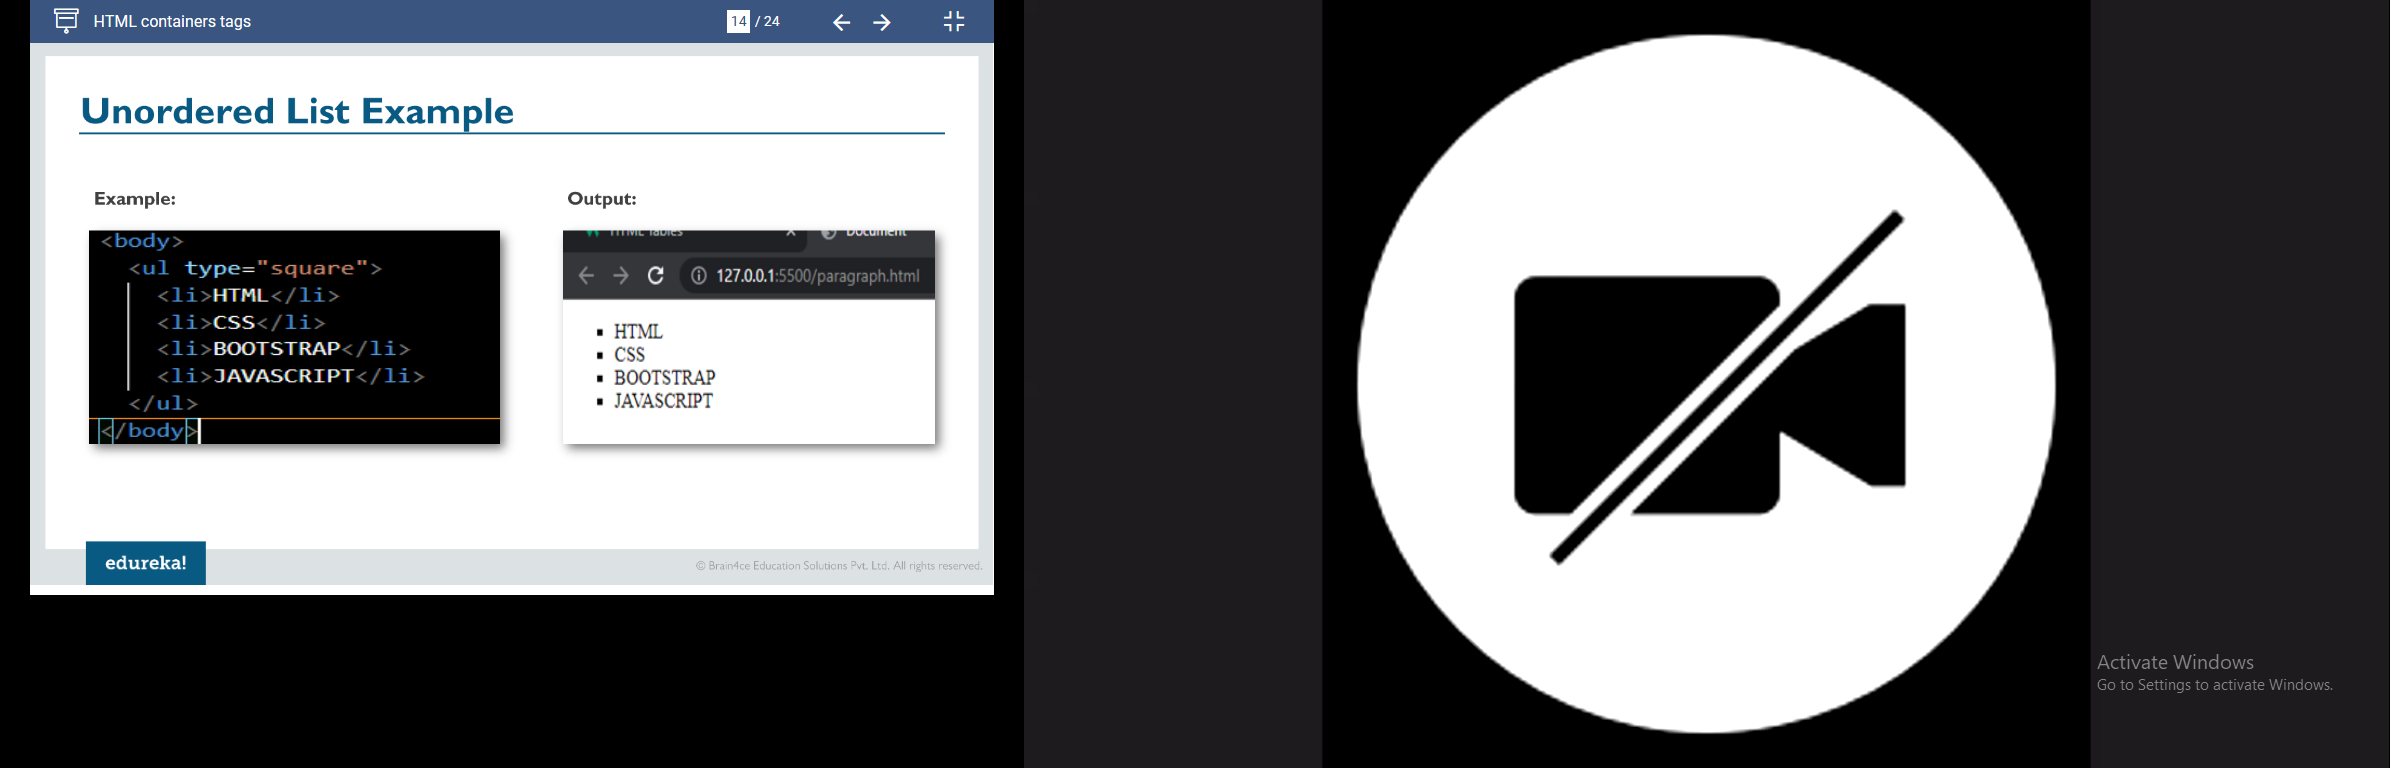 HTML containers tags
14 / 24
Unordered List Example
Example:
Output:
<body>
<ul type="square">
<li>HTML</li>
<li>CSS</li>
<li>BOOTSTRAP</li>
<li>JAVASCRIPT</li>
</ul>
</body>
HTML Tables × Document
127.0.0.1:5500/paragraph.html
▪ HTML
▪ CSS
▪ BOOTSTRAP
▪ JAVASCRIPT
edureka!
© Brain4ce Education Solutions Pvt. Ltd. All rights reserved.
Activate Windows
Go to Settings to activate Windows.